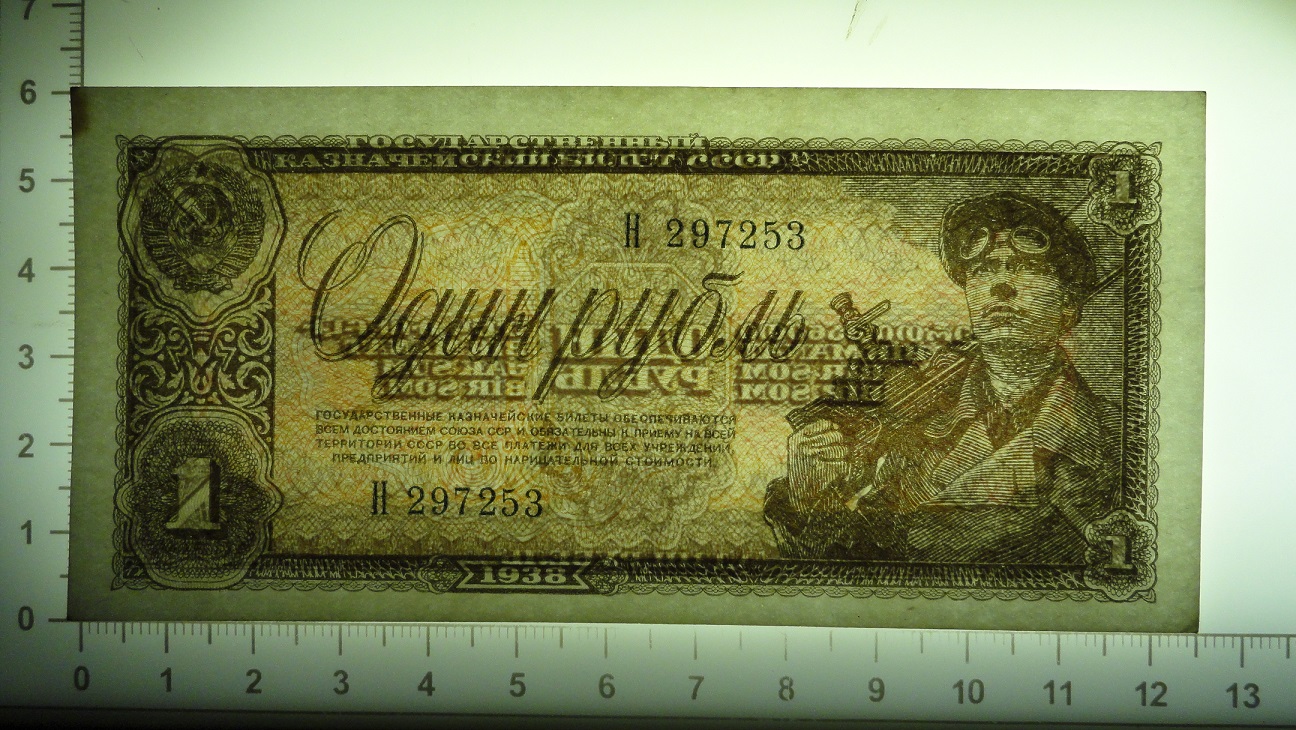 ГОСУДАРСТВЕННЫЙ
КАЗНАЧЕЙСКИЙ БИЛЕТ СССР
1
Н 297253
Один рубль
ГОСУДАРСТВЕННЫЕ КАЗНАЧЕЙСКИЕ БИЛЕТЫ ОБЕСПЕЧИВАЮТСЯ
ВСЕМ ДОСТОЯНИЕМ СОЮЗА ССР И ОБЯЗАТЕЛЬНЫ К ПРИЕМУ НА ВСЕЙ
ТЕРРИТОРИИ СССР ВО ВСЕ ПЛАТЕЖИ ДЛЯ ВСЕХ УЧРЕЖДЕНИЙ,
ПРЕДПРИЯТИЙ И ЛИЦ ПО НАРИЦАТЕЛЬНОЙ СТОИМОСТИ.
1
Н 297253
1
1938
7
6
5
4
3
2
1
0
0 1 2 3 4 5 6 7 8 9 10 11 12 13